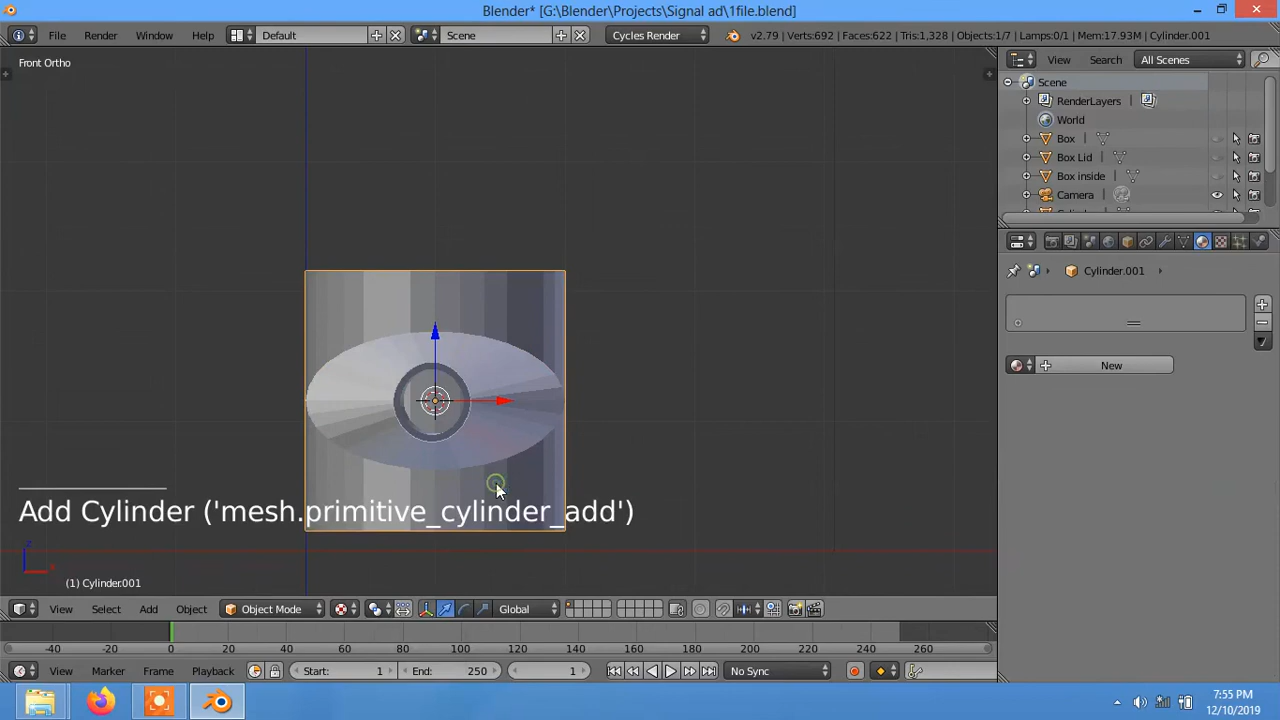 Blender* [G:\Blender\Projects\Signal ad\1file.blend]
File Render Window Help Default Scene Cycles Render v2.79 | Verts:692 | Faces:622 | Tris:1,328 | Objects:1/7 | Lamps:0/1 | Mem:17.93M | Cylinder.001
Front Ortho
View Search All Scenes
Scene
RenderLayers
World
Box
Box Lid
Box inside
Camera
Cylinder.001
New
Add Cylinder ('mesh.primitive_cylinder_add')
z
x
(1) Cylinder.001
View Select Add Object Object Mode Global
-40 -20 0 20 40 60 80 100 120 140 160 180 200 220 240 260
View Marker Frame Playback Start: 1 End: 250 1 No Sync
7:55 PM
12/10/2019